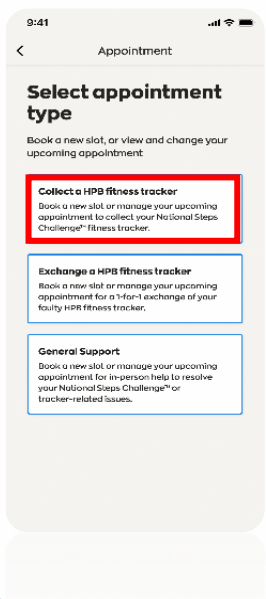 9:41
Appointment
Select appointment
type
Book a new slot, or view and change your
upcoming appointment
Collect a HPB fitness tracker
Book a new slot or manage your upcoming
appointment to collect your National Steps
Challenge™ fitness tracker.
Exchange a HPB fitness tracker
Book a new slot or manage your upcoming
appointment for a 1-for-1 exchange of your
faulty HPB fitness tracker.
General Support
Book a new slot or manage your upcoming
appointment for in-person help to resolve
your National Steps Challenge™ or
tracker-related issues.